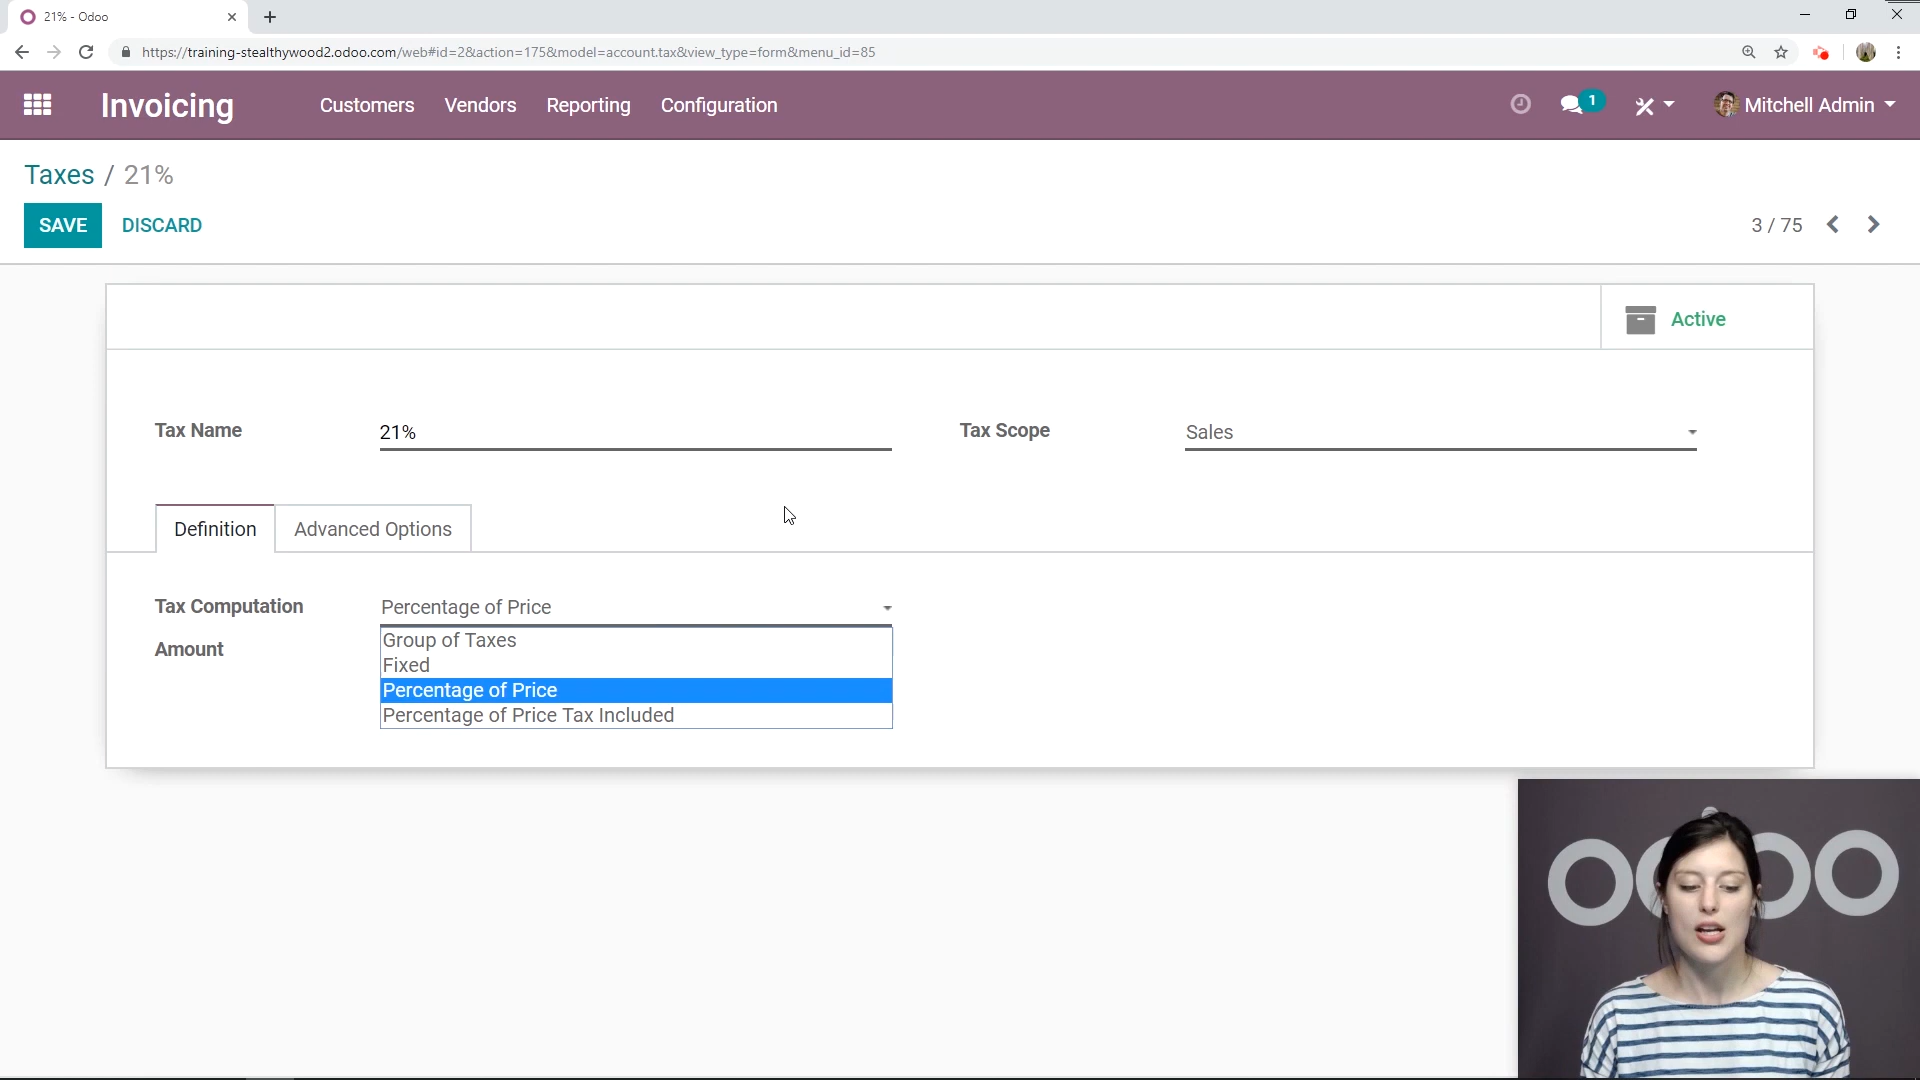 21% - Odoo
https://training-stealthywood2.odoo.com/web#id=2&action=175&model=account.tax&view_type=form&menu_id=85
Invoicing Customers Vendors Reporting Configuration 1 Mitchell Admin
Taxes / 21%
SAVE DISCARD 3 / 75
Active
Tax Name 21% Tax Scope Sales
Definition Advanced Options
Tax Computation Percentage of Price
Group of Taxes
Amount
Fixed
Percentage of Price
Percentage of Price Tax Included
odoo